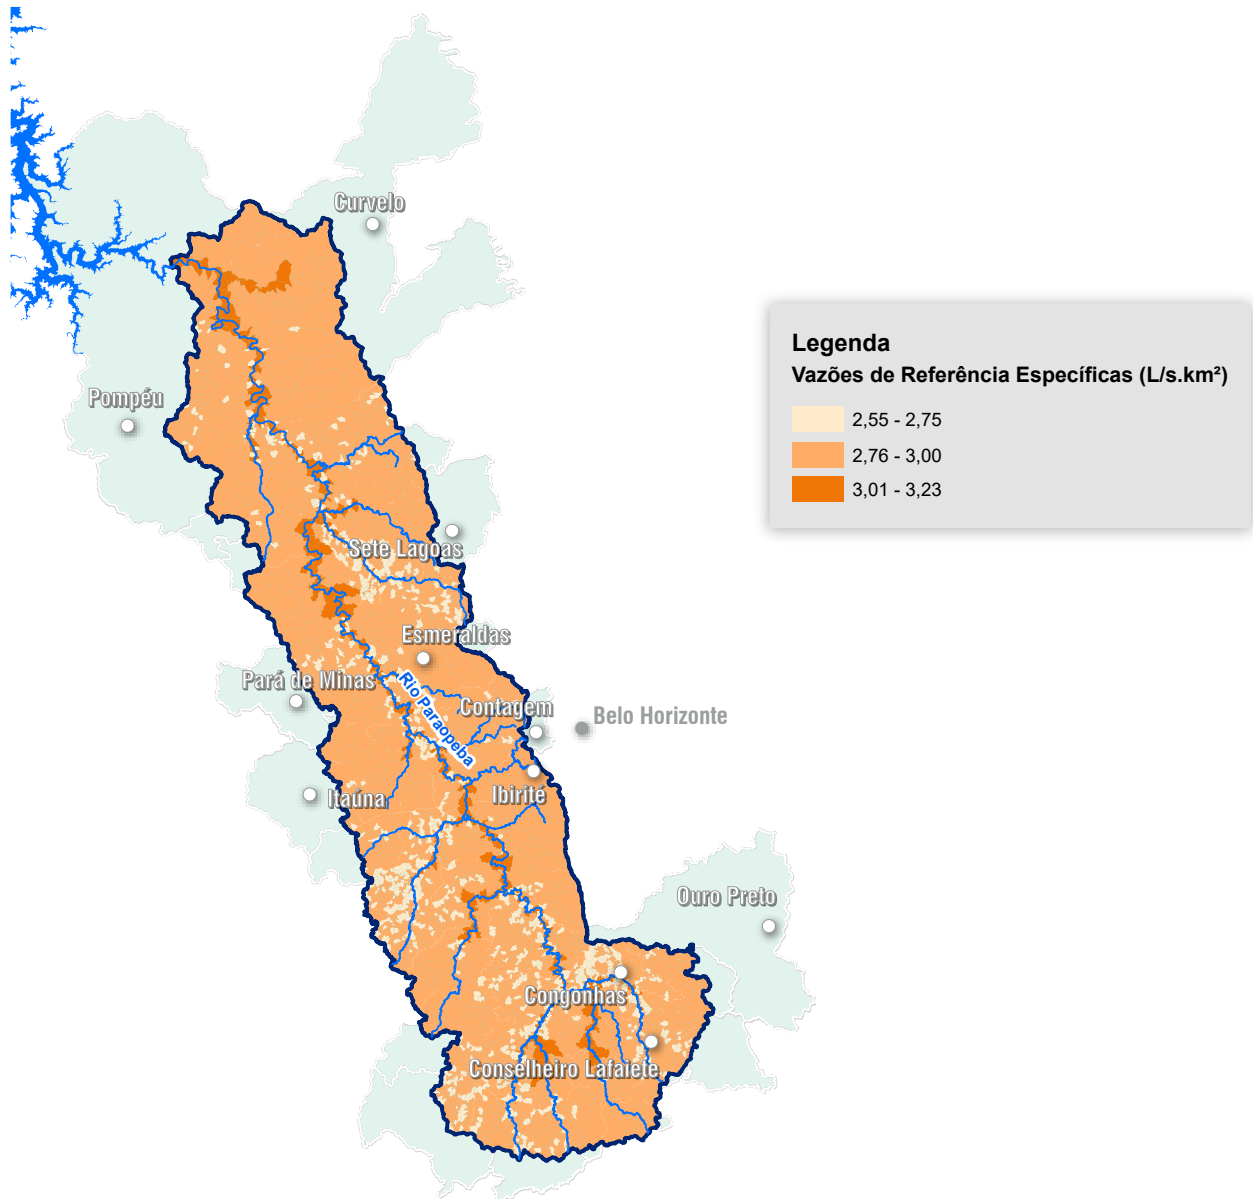 Curvelo
Legenda
Vazões de Referência Específicas (L/s.km²)
2,55 - 2,75
2,76 - 3,00
3,01 - 3,23
Pompéu
Sete Lagoas
Esmeraldas
Pará de Minas
Rio Paraopeba
Contagem
Belo Horizonte
Itaúna
Ibirité
Ouro Preto
Congonhas
Conselheiro Lafaiete